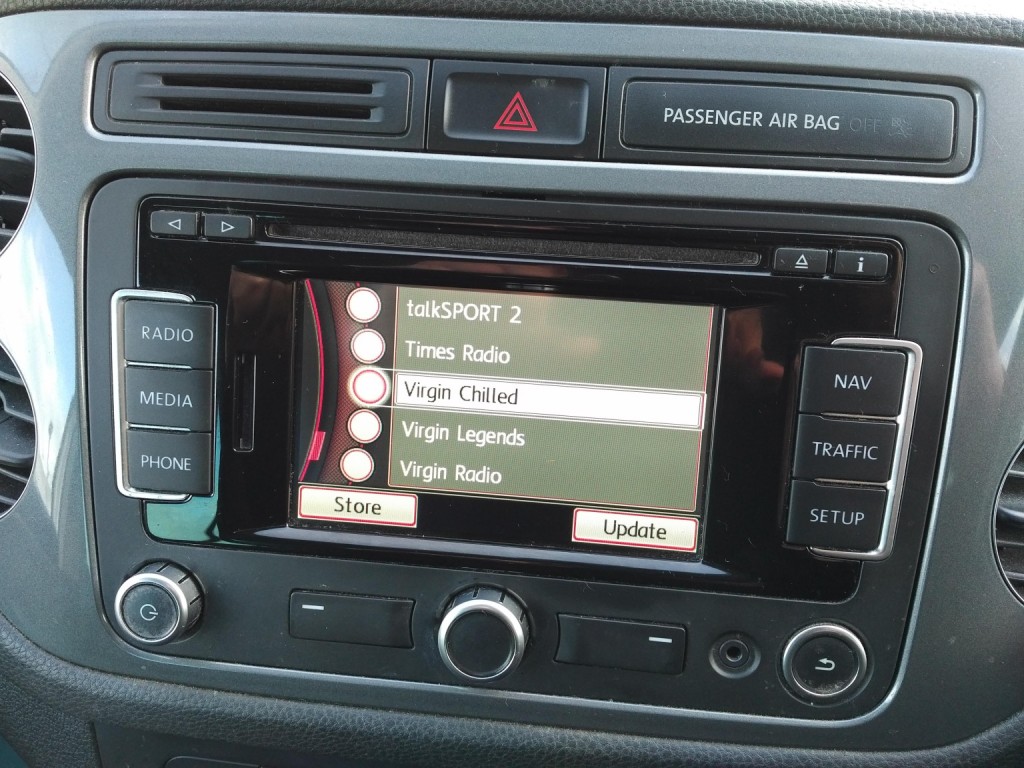 PASSENGER AIR BAG OFF
i
RADIO
MEDIA
PHONE
talkSPORT 2
Times Radio
Virgin Chilled
Virgin Legends
Virgin Radio
Store
Update
NAV
TRAFFIC
SETUP